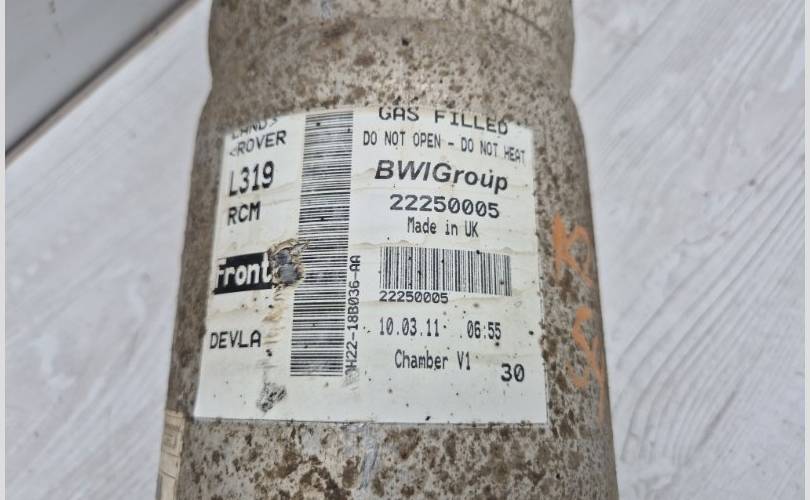 LAND>
<ROVER
L319
RCM
Front
DEVLA
H22-18B036-AA
GAS FILLED
DO NOT OPEN - DO NOT HEAT
BWIGroup
22250005
Made in UK
22250005
10.03.11 06:55
Chamber V1
30